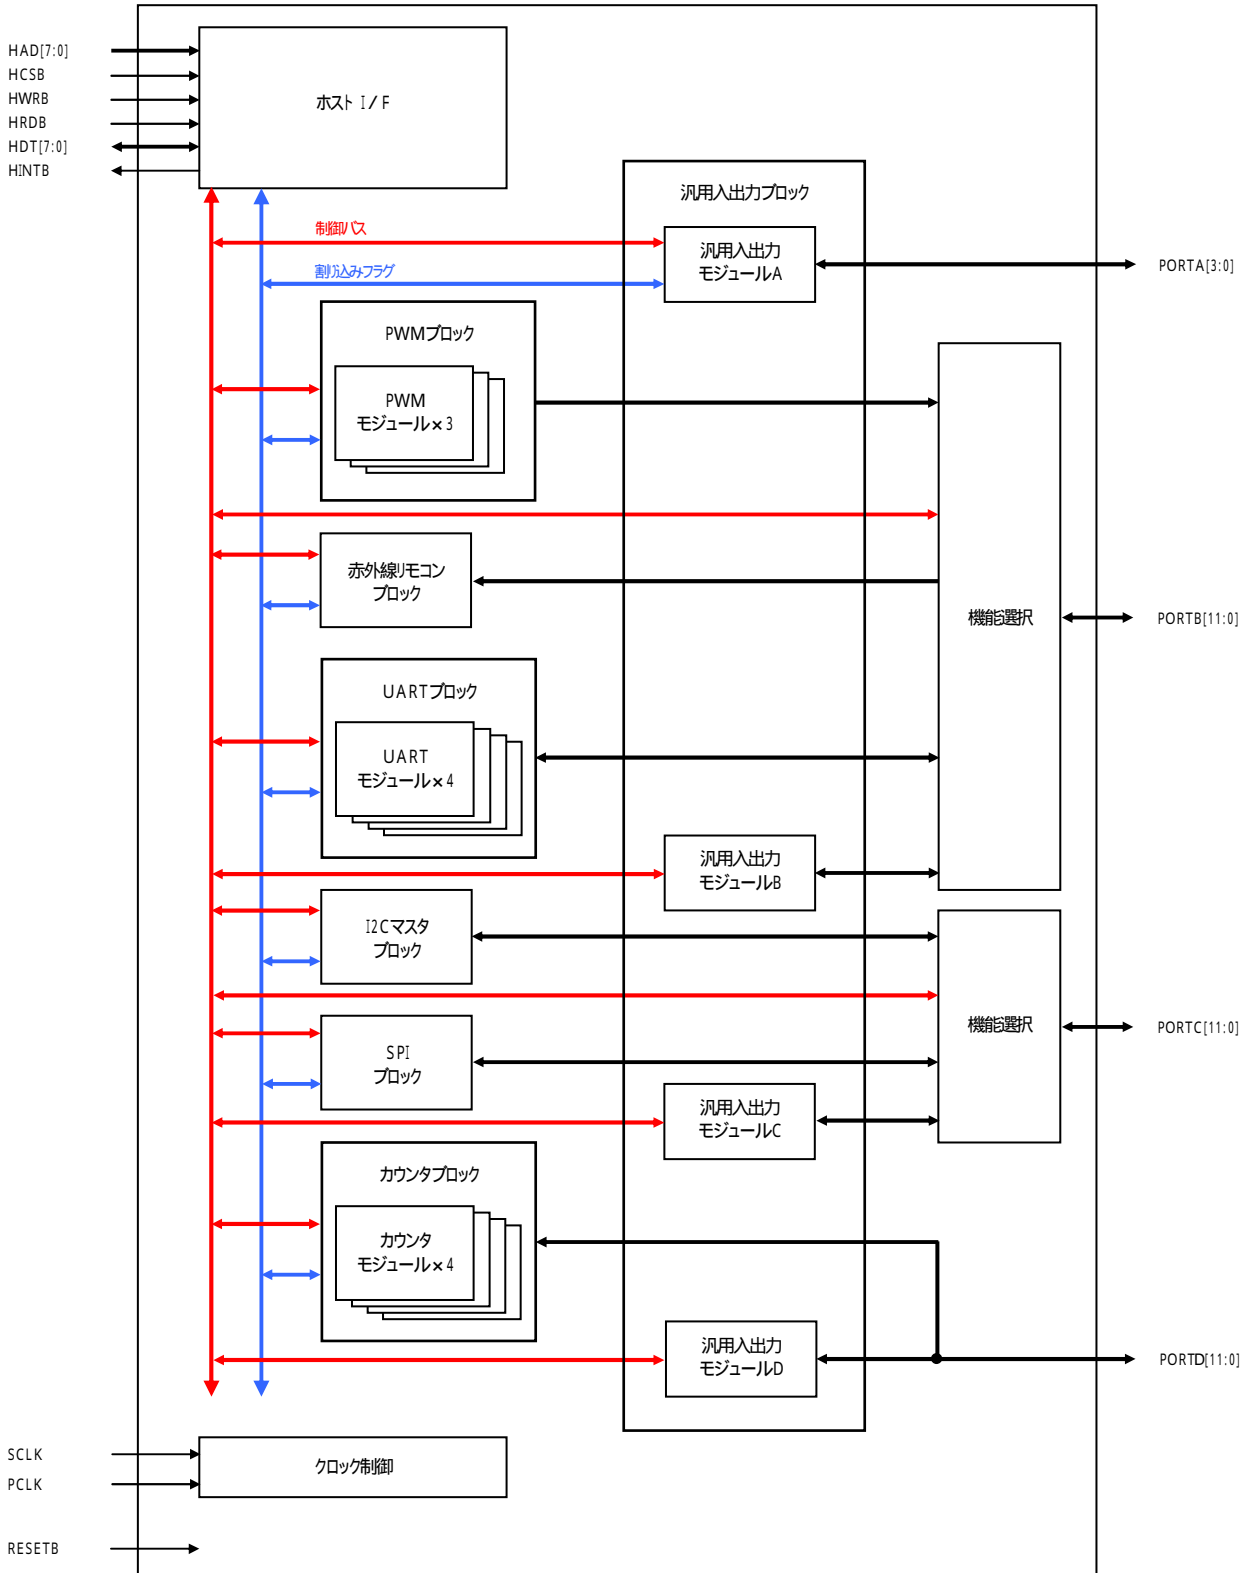 HAD[7:0]
HCSB
HWRB
HRDB
HDT[7:0]
HINTB
ホスト I/F
汎用入出力ブロック
制御バス
汎用入出力
モジュールA
PORTA[3:0]
割り込みフラグ
PWMブロック
PWM
モジュール×3
赤外線リモコン
ブロック
機能選択
PORTB[11:0]
UARTブロック
UART
モジュール×4
汎用入出力
モジュールB
I2Cマスタ
ブロック
機能選択
PORTC[11:0]
SPI
ブロック
汎用入出力
モジュールC
カウンタブロック
カウンタ
モジュール×4
汎用入出力
モジュールD
PORTD[11:0]
SCLK
PCLK
クロック制御
RESETB